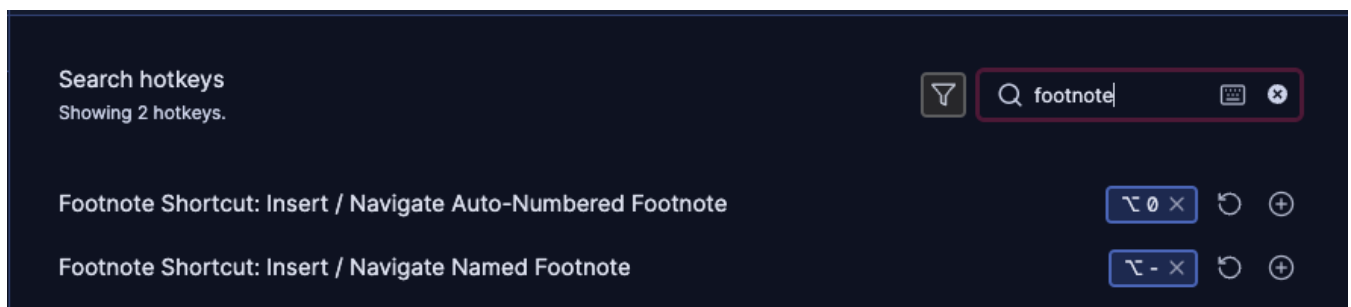 Search hotkeys
Showing 2 hotkeys.
footnote
Footnote Shortcut: Insert / Navigate Auto-Numbered Footnote ⌥ 0 ×
Footnote Shortcut: Insert / Navigate Named Footnote ⌥ - ×